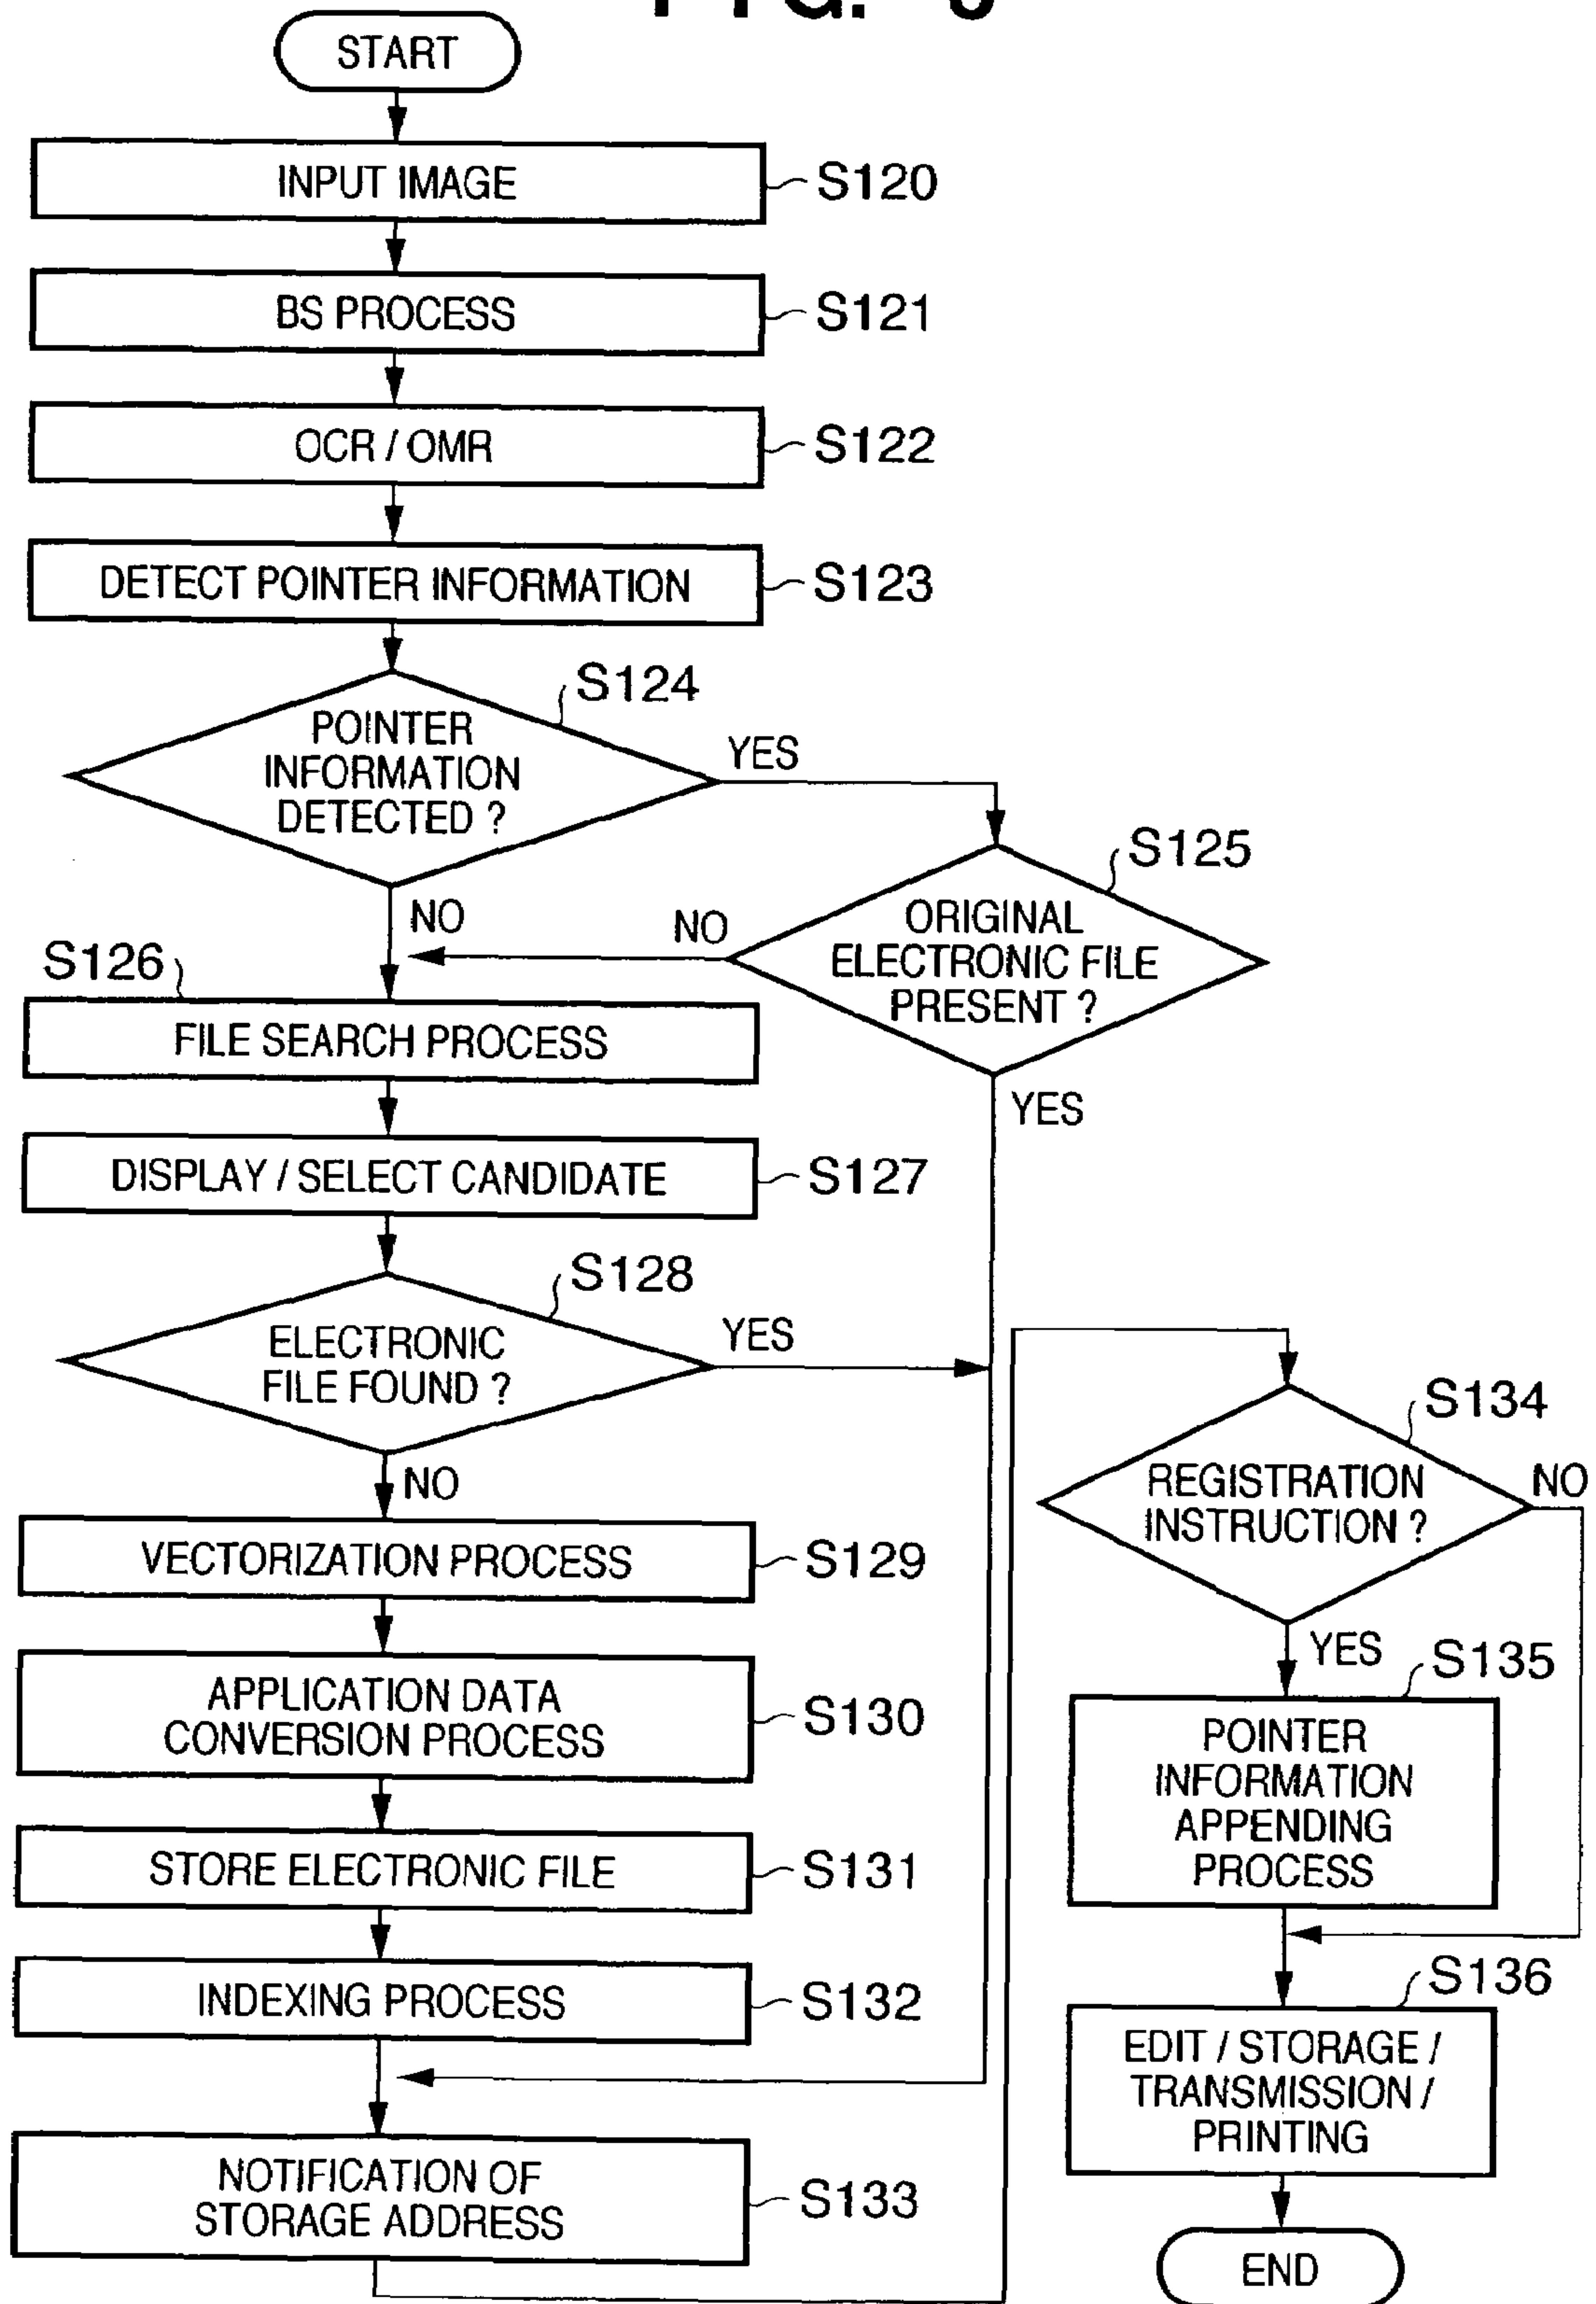 START
INPUT IMAGE
S120
BS PROCESS
S121
OCR / OMR
S122
DETECT POINTER INFORMATION
S123
S124
POINTER
INFORMATION
DETECTED ?
YES
NO
S125
ORIGINAL
ELECTRONIC FILE
PRESENT ?
NO
YES
S126
FILE SEARCH PROCESS
DISPLAY / SELECT CANDIDATE
S127
S128
ELECTRONIC
FILE FOUND ?
YES
NO
VECTORIZATION PROCESS
S129
APPLICATION DATA
CONVERSION PROCESS
S130
STORE ELECTRONIC FILE
S131
INDEXING PROCESS
S132
NOTIFICATION OF
STORAGE ADDRESS
S133
S134
REGISTRATION
INSTRUCTION ?
NO
YES
S135
POINTER
INFORMATION
APPENDING
PROCESS
S136
EDIT / STORAGE /
TRANSMISSION /
PRINTING
END